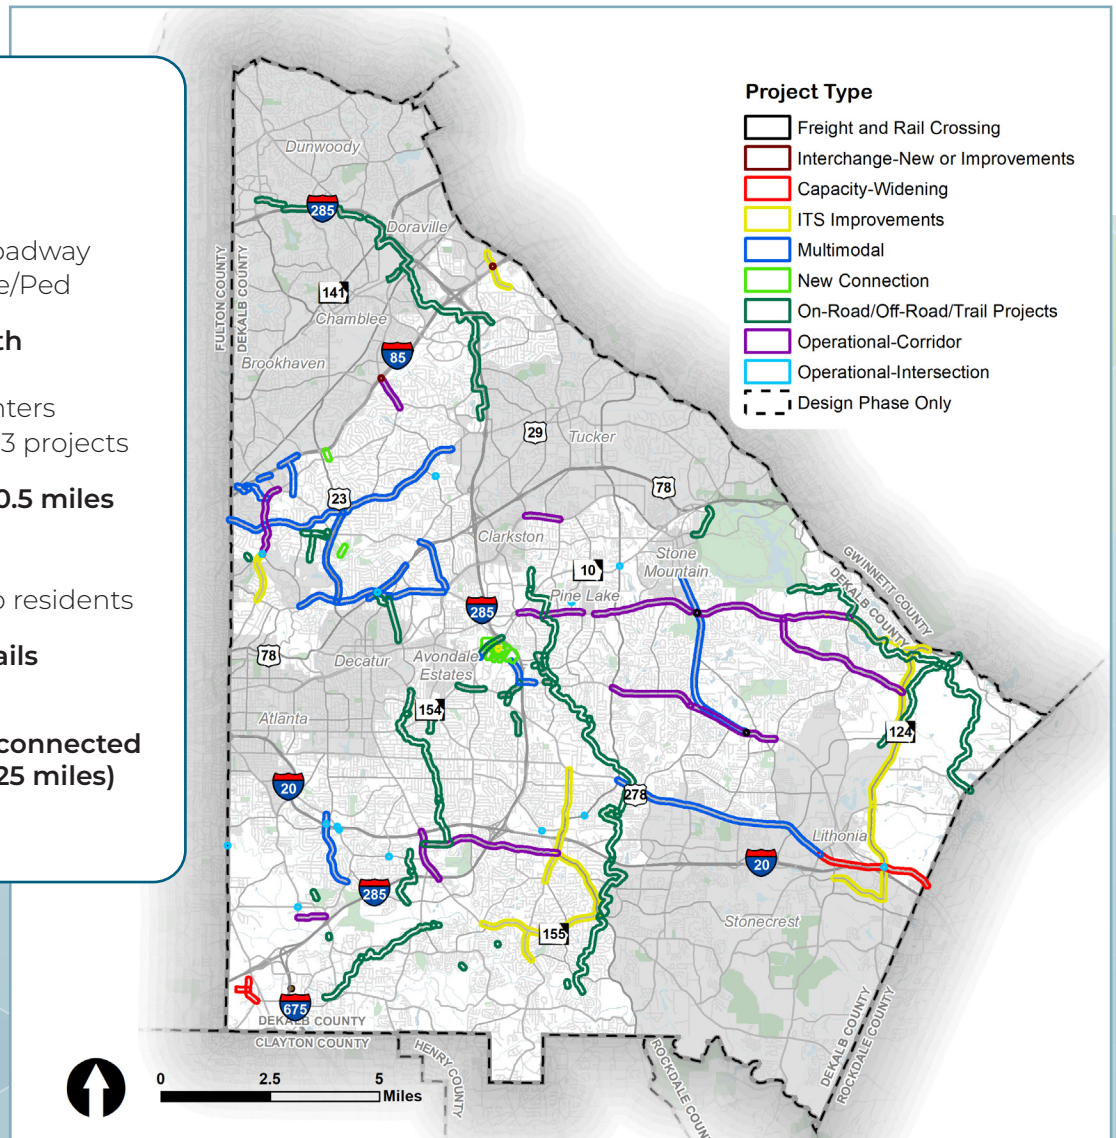 oadway
e/Ped
th
nters
3 projects
0.5 miles
o residents
ails
connected
25 miles)
Project Type
Freight and Rail Crossing
Interchange-New or Improvements
Capacity-Widening
ITS Improvements
Multimodal
New Connection
On-Road/Off-Road/Trail Projects
Operational-Corridor
Operational-Intersection
Design Phase Only
Dunwoody
285
Doraville
FULTON COUNTY
DEKALB COUNTY
141
Chamblee
85
Brookhaven
29
Tucker
78
23
Clarkston
Stone
Mountain
10
Pine Lake
GWINNETT COUNTY
DEKALB COUNTY
285
78
Decatur
Avondale
Estates
154
Atlanta
124
20
278
Lithonia
20
285
Stonecrest
155
675
DEKALB COUNTY
CLAYTON COUNTY
HENRY COUNTY
ROCKDALE COUNTY
DEKALB COUNTY
ROCKDALE COUNTY
0 2.5 5
Miles